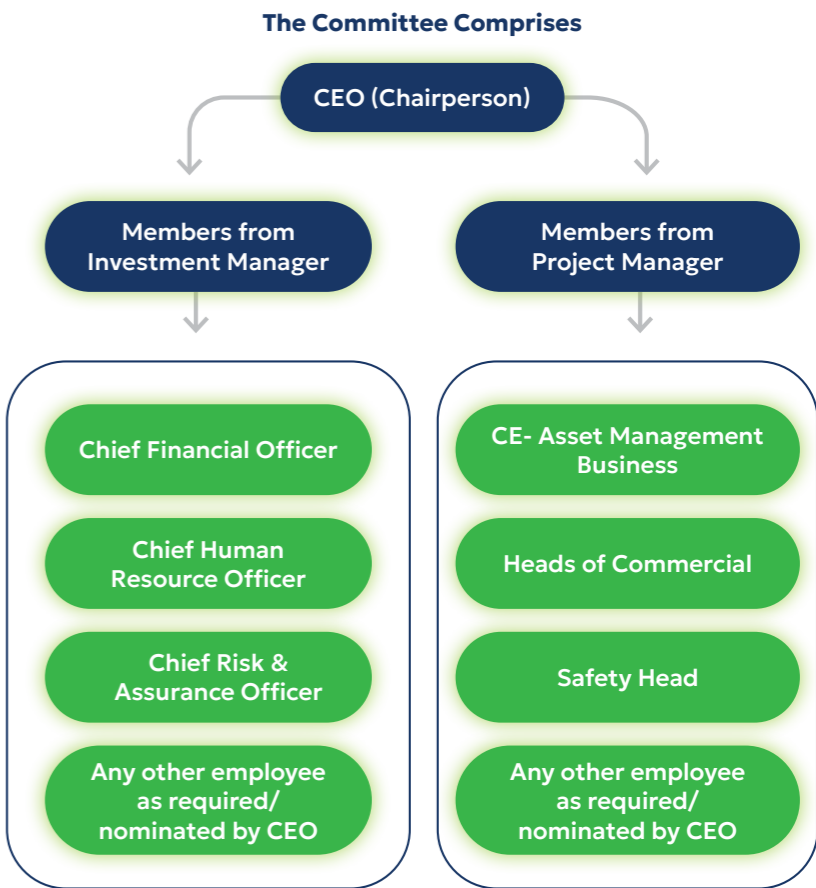 The Committee Comprises
CEO (Chairperson)
Members from
Investment Manager
Members from
Project Manager
Chief Financial Officer
Chief Human
Resource Officer
Chief Risk &
Assurance Officer
Any other employee
as required/
nominated by CEO
CE- Asset Management
Business
Heads of Commercial
Safety Head
Any other employee
as required/
nominated by CEO